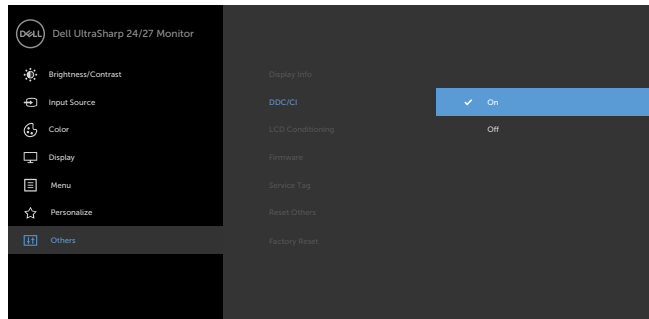 DELL
Dell UltraSharp 24/27 Monitor
Brightness/Contrast
Input Source
Color
Display
Menu
Personalize
Others
Display Info
DDC/CI
LCD Conditioning
Firmware
Service Tag
Reset Others
Factory Reset
On
Off